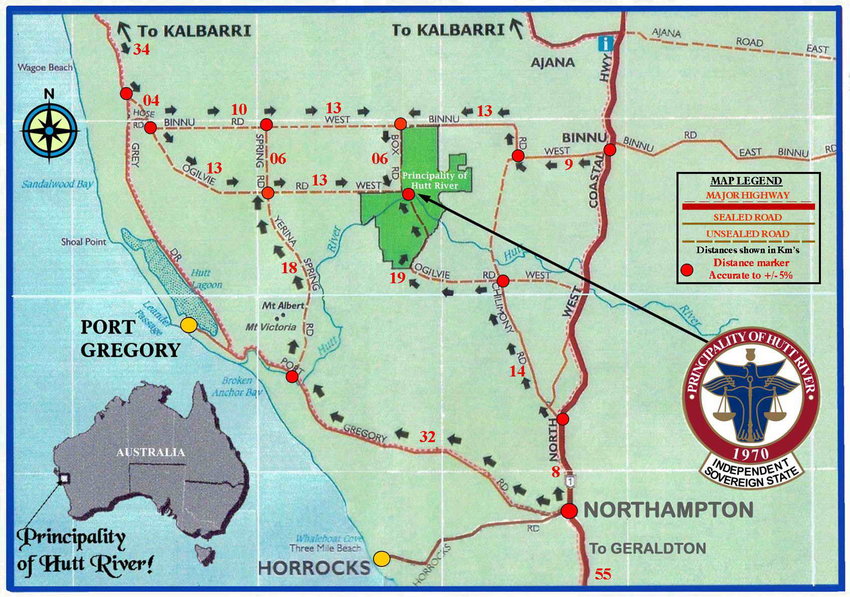 To KALBARRI
To KALBARRI
34
Wagoe Beach
AJANA
i
HWY
AJANA ROAD EAST
N
04
HOSE
RD
BINNU RD WEST BINNU
10
13
13
RD
WEST
9
BINNU
BINNU RD EAST BINNU RD
GREY
OGILVIE RD WEST
13
13
SPRING RD
06
06
BOX RD
COASTAL
Principality of
Hutt River
MAP LEGEND
MAJOR HIGHWAY
SEALED ROAD
UNSEALED ROAD
Distances shown in Km's
Distance marker
Accurate to +/-5%
Sandalwood Bay
Shoal Point
DR
Hutt
Lagoon
YERINA
SPRING
RD
18
River
Hutt
19
OGILVIE RD WEST
Hutt
River
CHILIMONY
RD
14
WEST
Leander
Passage
PORT
GREGORY
Mt Albert
Mt Victoria
Broken
Anchor Bay
PORT
GREGORY
RD
32
NORTH
8
1
PRINCIPALITY OF HUTT RIVER
1970
INDEPENDENT
SOVEREIGN STATE
AUSTRALIA
Principality
of Hutt River!
NORTHAMPTON
RD
To GERALDTON
55
Whaleboat Cove
Three Mile Beach
HORROCKS
HORROCKS